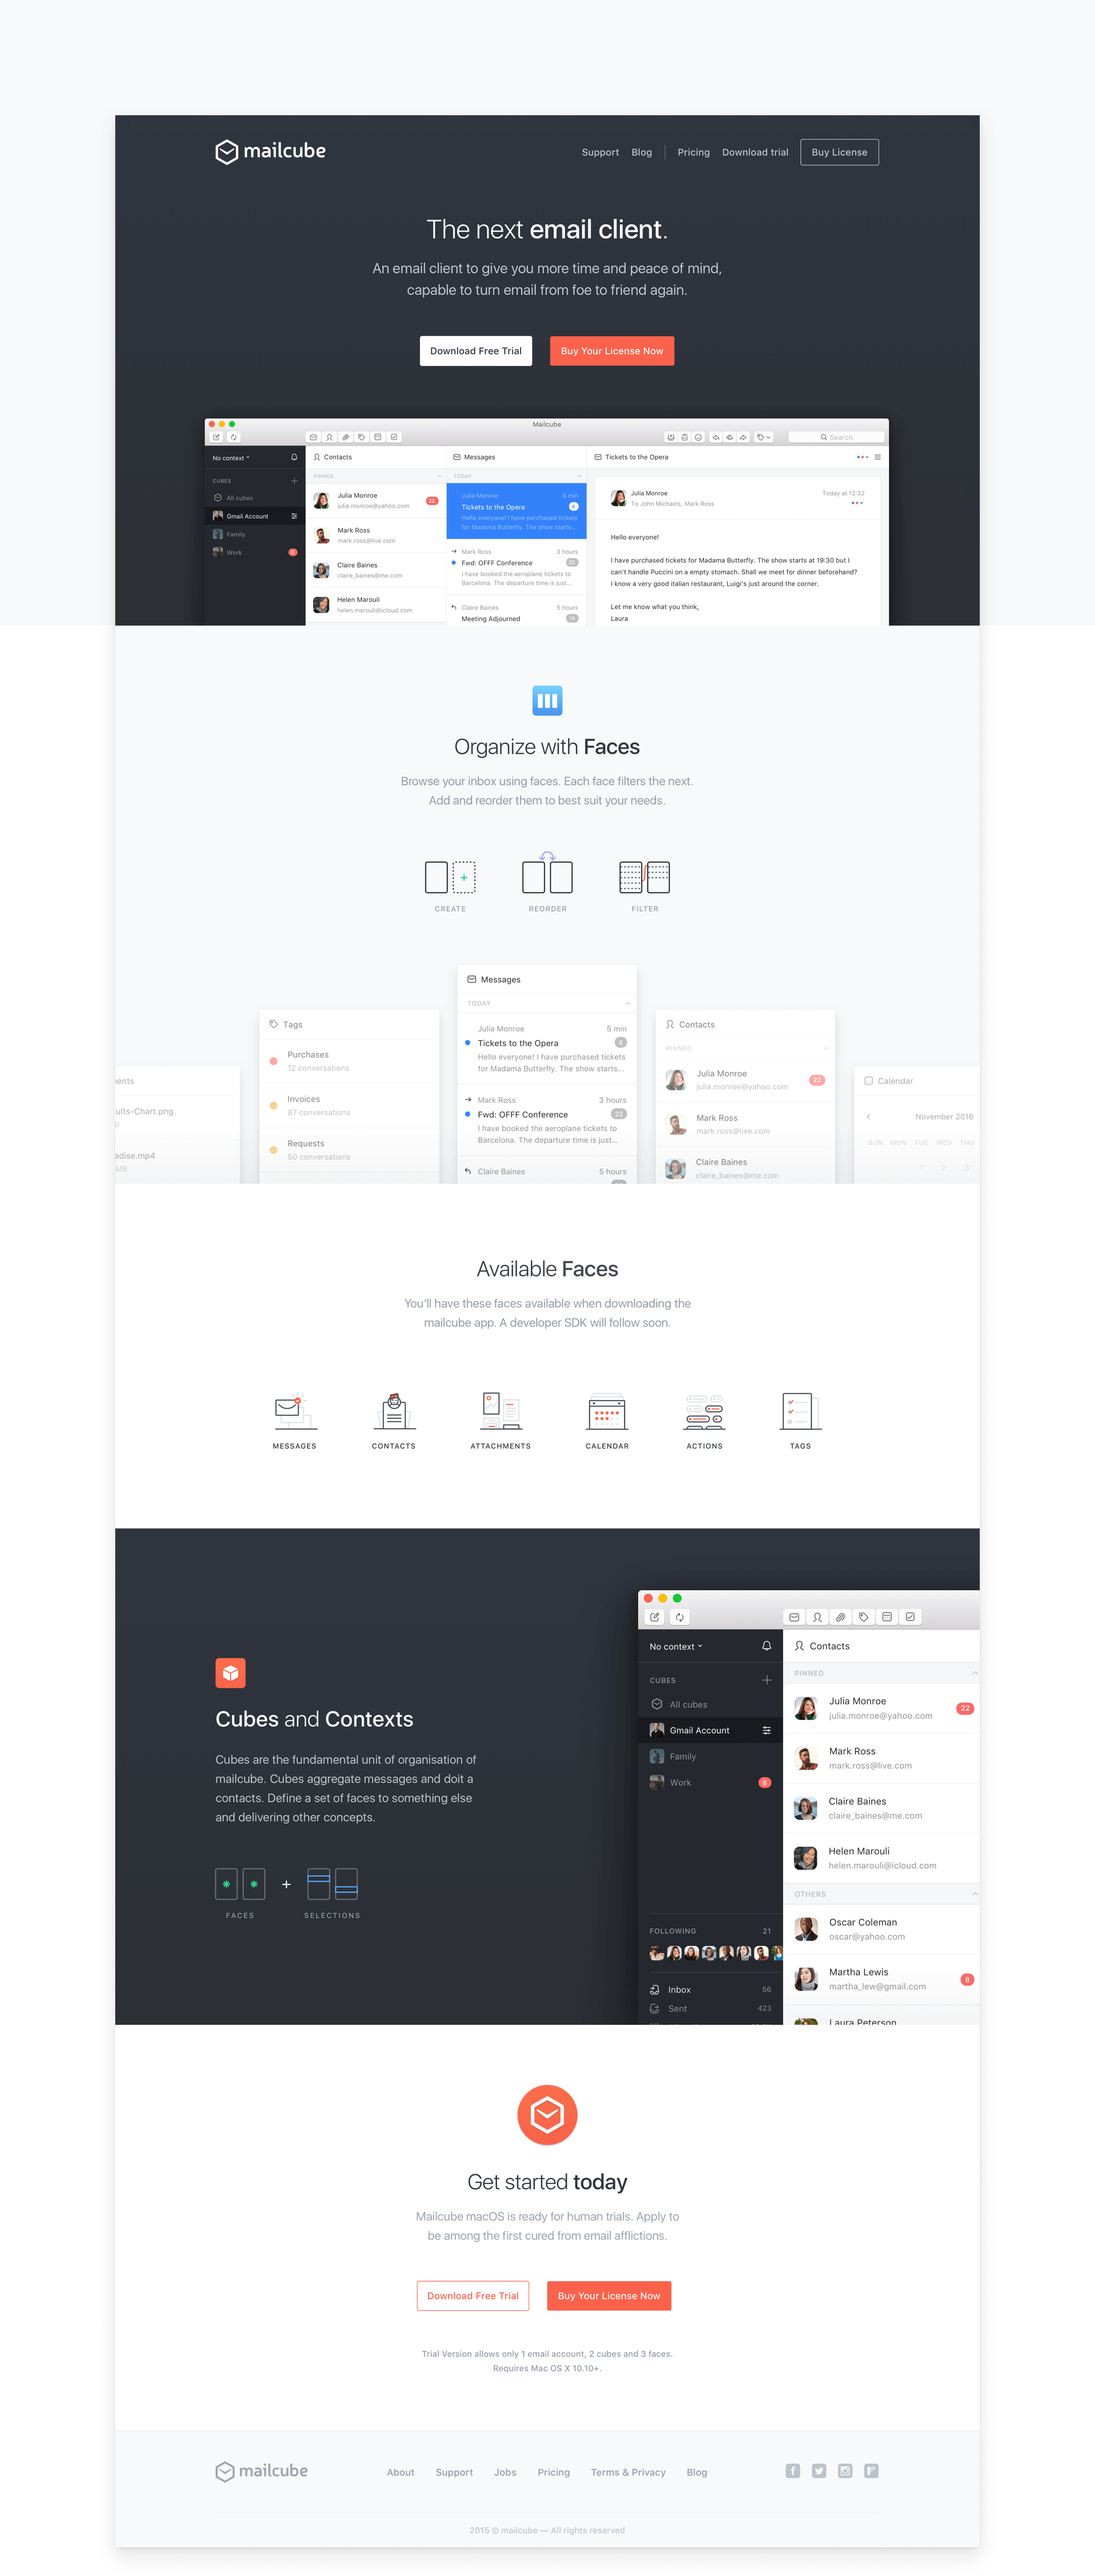 mailcube
Support Blog Pricing Download trial Buy License
The next email client.
An email client to give you more time and peace of mind,
capable to turn email from foe to friend again.
Download Free Trial Buy Your License Now
Mailcube
Search
No context
CUBES
All cubes
Gmail Account
Family
Work 8
Contacts
PINNED
Julia Monroe 22
julia.monroe@yahoo.com
Mark Ross
mark.ross@live.com
Claire Baines
claire_baines@me.com
Helen Marouli
helen.marouli@icloud.com
Messages
TODAY
Julia Monroe 5 min
Tickets to the Opera 4
Hello everyone! I have purchased tickets
for Madama Butterfly. The show starts...
Mark Ross 3 hours
Fwd: OFFF Conference 22
I have booked the aeroplane tickets to
Barcelona. The departure time is just...
Claire Baines 5 hours
Meeting Adjourned 14
Tickets to the Opera
Julia Monroe Today at 12:32
To John Michaels, Mark Ross
Hello everyone!
I have purchased tickets for Madama Butterfly. The show starts at 19:30 but I
can't handle Puccini on a empty stomach. Shall we meet for dinner beforehand?
I know a very good italian restaurant, Luigi's just around the corner.
Let me know what you think,
Laura
Organize with Faces
Browse your inbox using faces. Each face filters the next.
Add and reorder them to best suit your needs.
CREATE REORDER FILTER
ents
ults-Chart.png
B
adise.mp4
MB
Tags
Purchases
12 conversations
Invoices
87 conversations
Requests
50 conversations
Messages
TODAY
Julia Monroe 5 min
Tickets to the Opera 4
Hello everyone! I have purchased tickets
for Madama Butterfly. The show starts...
Mark Ross 3 hours
Fwd: OFFF Conference 22
I have booked the aeroplane tickets to
Barcelona. The departure time is just...
Claire Baines 5 hours
Contacts
PINNED
Julia Monroe 22
julia.monroe@yahoo.com
Mark Ross
mark.ross@live.com
Claire Baines
claire_baines@me.com
Calendar
November 2016
SUN MON TUE WED THU
1 2 3
Available Faces
You'll have these faces available when downloading the
mailcube app. A developer SDK will follow soon.
MESSAGES CONTACTS ATTACHMENTS CALENDAR ACTIONS TAGS
Cubes and Contexts
Cubes are the fundamental unit of organisation of
mailcube. Cubes aggregate messages and doit a
contacts. Define a set of faces to something else
and delivering other concepts.
FACES + SELECTIONS
No context
CUBES
All cubes
Gmail Account
Family
Work 8
FOLLOWING 21
Inbox 56
Sent 423
Contacts
PINNED
Julia Monroe 22
julia.monroe@yahoo.com
Mark Ross
mark.ross@live.com
Claire Baines
claire_baines@me.com
Helen Marouli
helen.marouli@icloud.com
OTHERS
Oscar Coleman
oscar@yahoo.com
Martha Lewis 8
martha_lew@gmail.com
Laura Peterson
Get started today
Mailcube macOS is ready for human trials. Apply to
be among the first cured from email afflictions.
Download Free Trial Buy Your License Now
Trial Version allows only 1 email account, 2 cubes and 3 faces.
Requires Mac OS X 10.10+.
mailcube About Support Jobs Pricing Terms & Privacy Blog
2015 © mailcube — All rights reserved